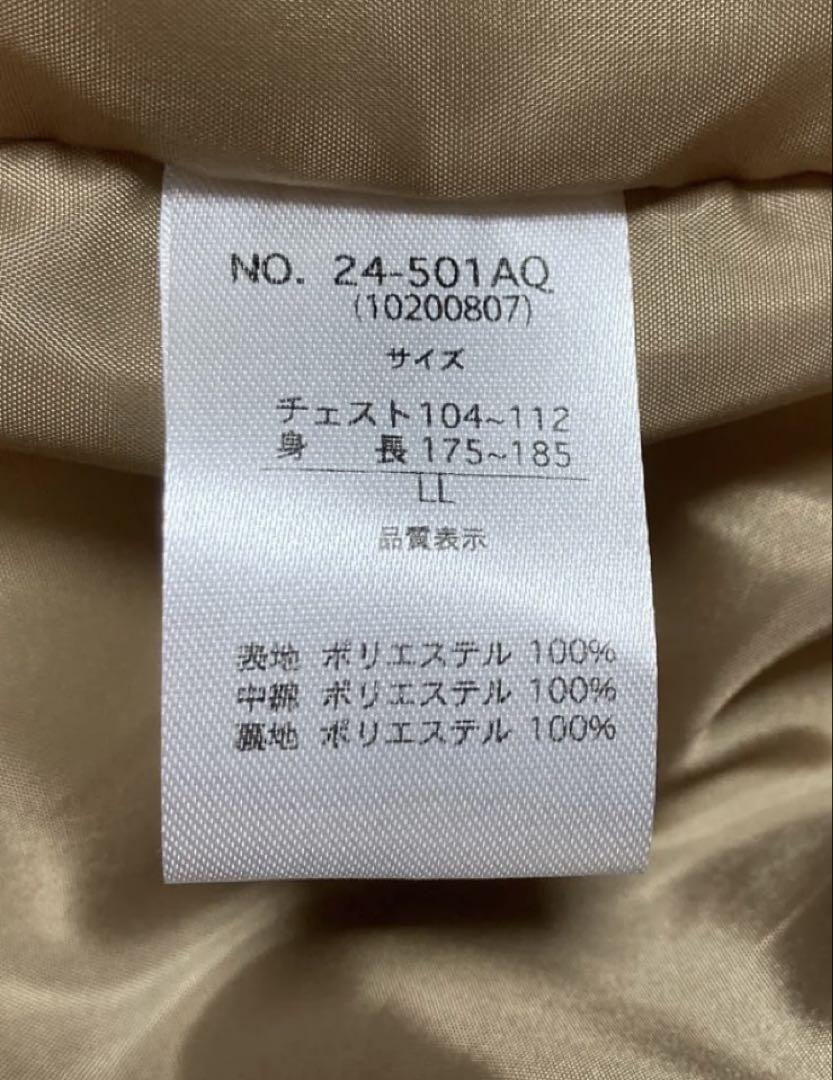 NO. 24-501AQ
(10200807)
サイズ
チェスト104~112
身 長175~185
LL
品質表示
表地 ポリエステル 100%
中綿 ポリエステル 100%
裏地 ポリエステル 100%